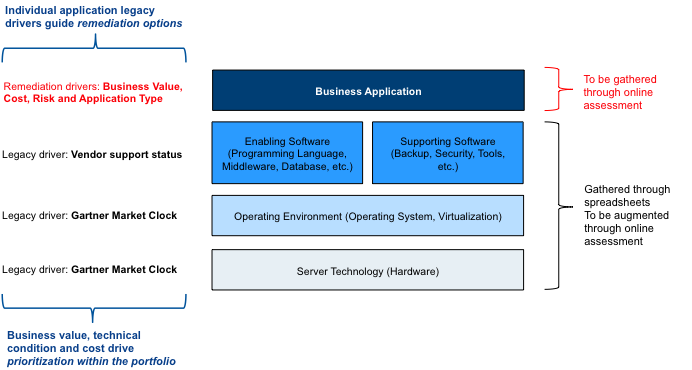 Individual application legacy
drivers guide remediation options
Remediation drivers: Business Value,
Cost, Risk and Application Type
Business Application
To be gathered
through online
assessment
Legacy driver: Vendor support status
Enabling Software
(Programming Language,
Middleware, Database, etc.)
Supporting Software
(Backup, Security, Tools,
etc.)
Legacy driver: Gartner Market Clock
Operating Environment (Operating System, Virtualization)
Gathered through
spreadsheets
To be augmented
through online
assessment
Legacy driver: Gartner Market Clock
Server Technology (Hardware)
Business value, technical
condition and cost drive
prioritization within the portfolio